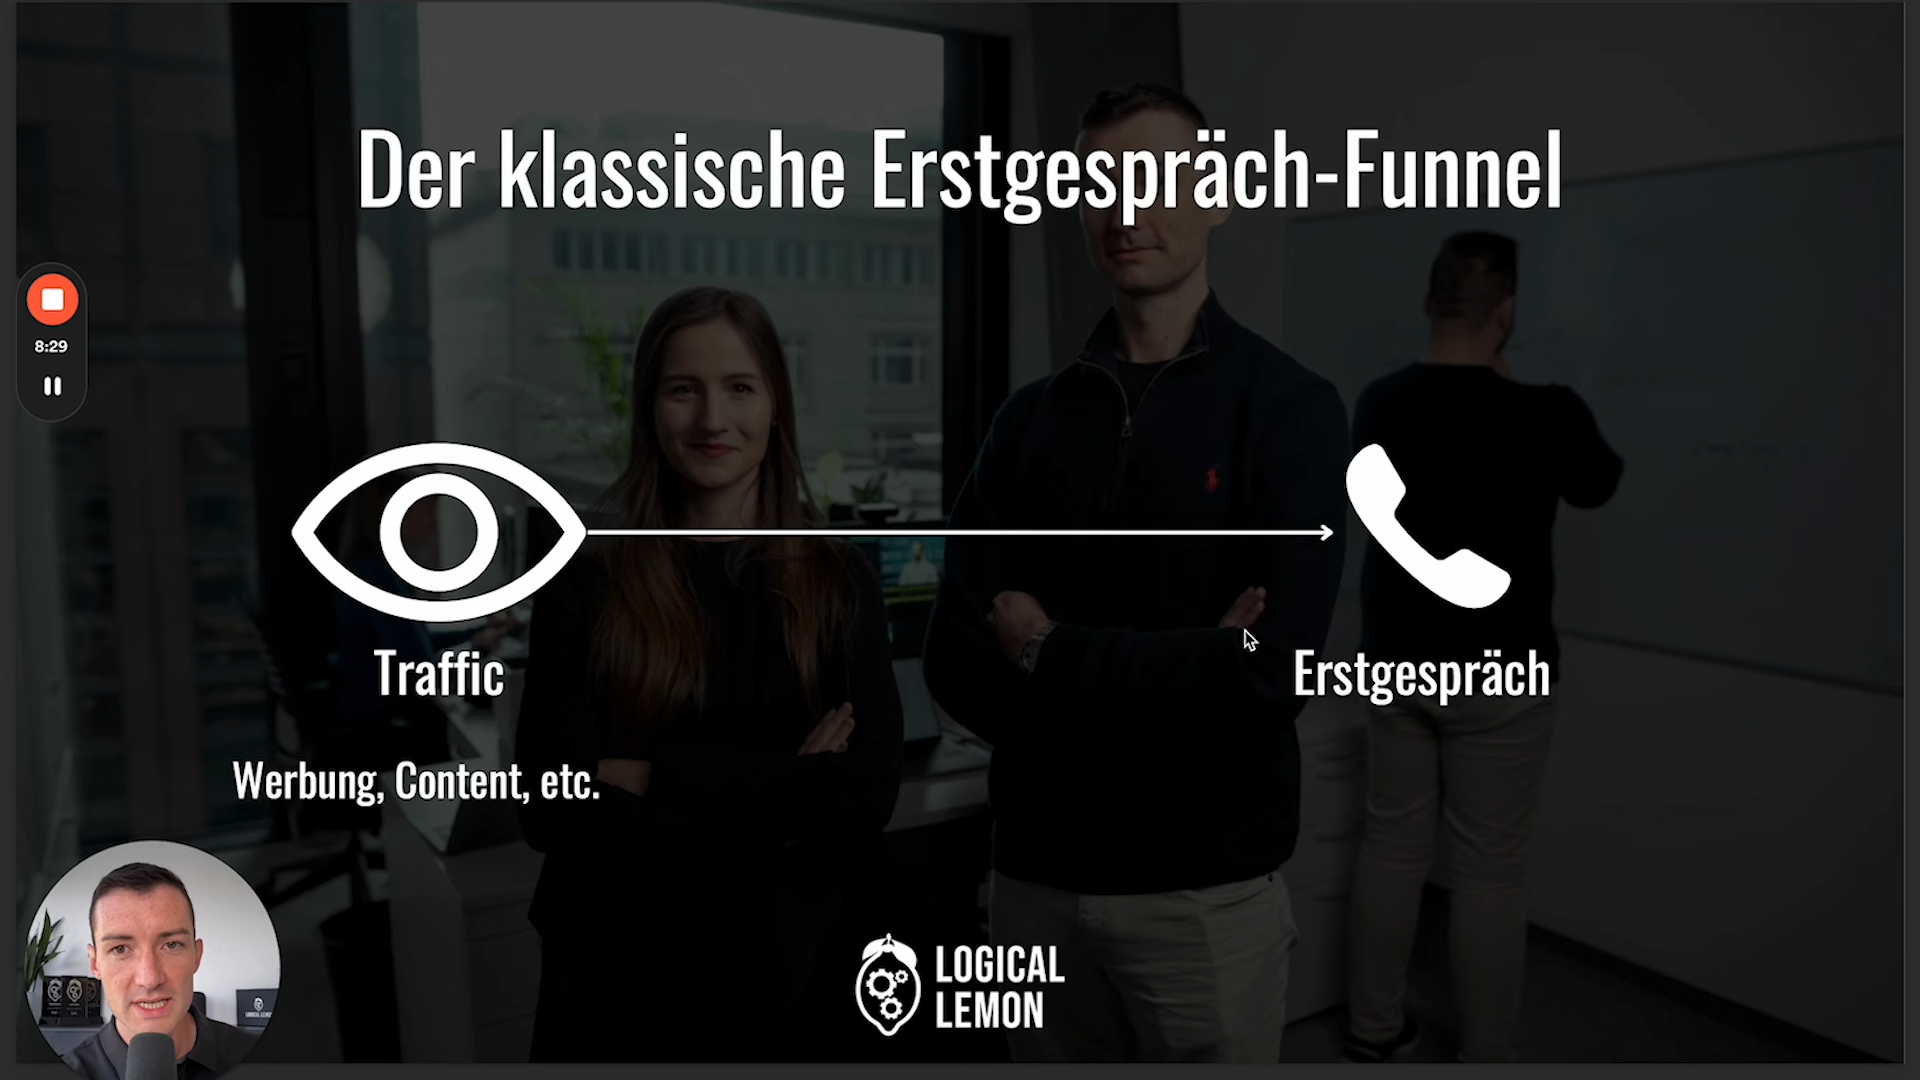 Der klassische Erstgespräch-Funnel
8:29
Traffic
Erstgespräch
Werbung, Content, etc.
LOGICAL
LEMON